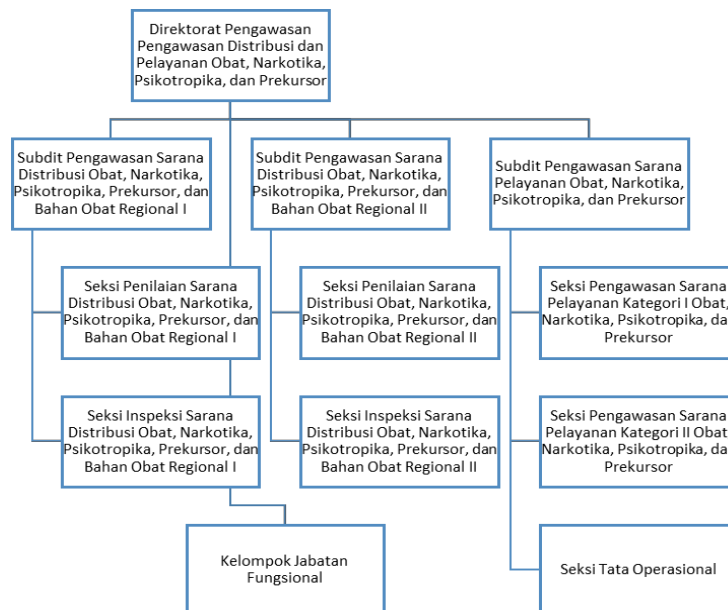 Direktorat Pengawasan
Pengawasan Distribusi dan
Pelayanan Obat, Narkotika,
Psikotropika, dan Prekursor
Subdit Pengawasan Sarana
Distribusi Obat, Narkotika,
Psikotropika, Prekursor, dan
Bahan Obat Regional I
Subdit Pengawasan Sarana
Distribusi Obat, Narkotika,
Psikotropika, Prekursor, dan
Bahan Obat Regional II
Subdit Pengawasan Sarana
Pelayanan Obat, Narkotika,
Psikotropika, dan Prekursor
Seksi Penilaian Sarana
Distribusi Obat, Narkotika,
Psikotropika, Prekursor, dan
Bahan Obat Regional I
Seksi Penilaian Sarana
Distribusi Obat, Narkotika,
Psikotropika, Prekursor, dan
Bahan Obat Regional II
Seksi Pengawasan Sarana
Pelayanan Kategori I Obat,
Narkotika, Psikotropika, da
Prekursor
Seksi Inspeksi Sarana
Distribusi Obat, Narkotika,
Psikotropika, Prekursor, dan
Bahan Obat Regional I
Seksi Inspeksi Sarana
Distribusi Obat, Narkotika,
Psikotropika, Prekursor, dan
Bahan Obat Regional II
Seksi Pengawasan Sarana
Pelayanan Kategori II Obat
Narkotika, Psikotropika, da
Prekursor
Kelompok Jabatan
Fungsional
Seksi Tata Operasional